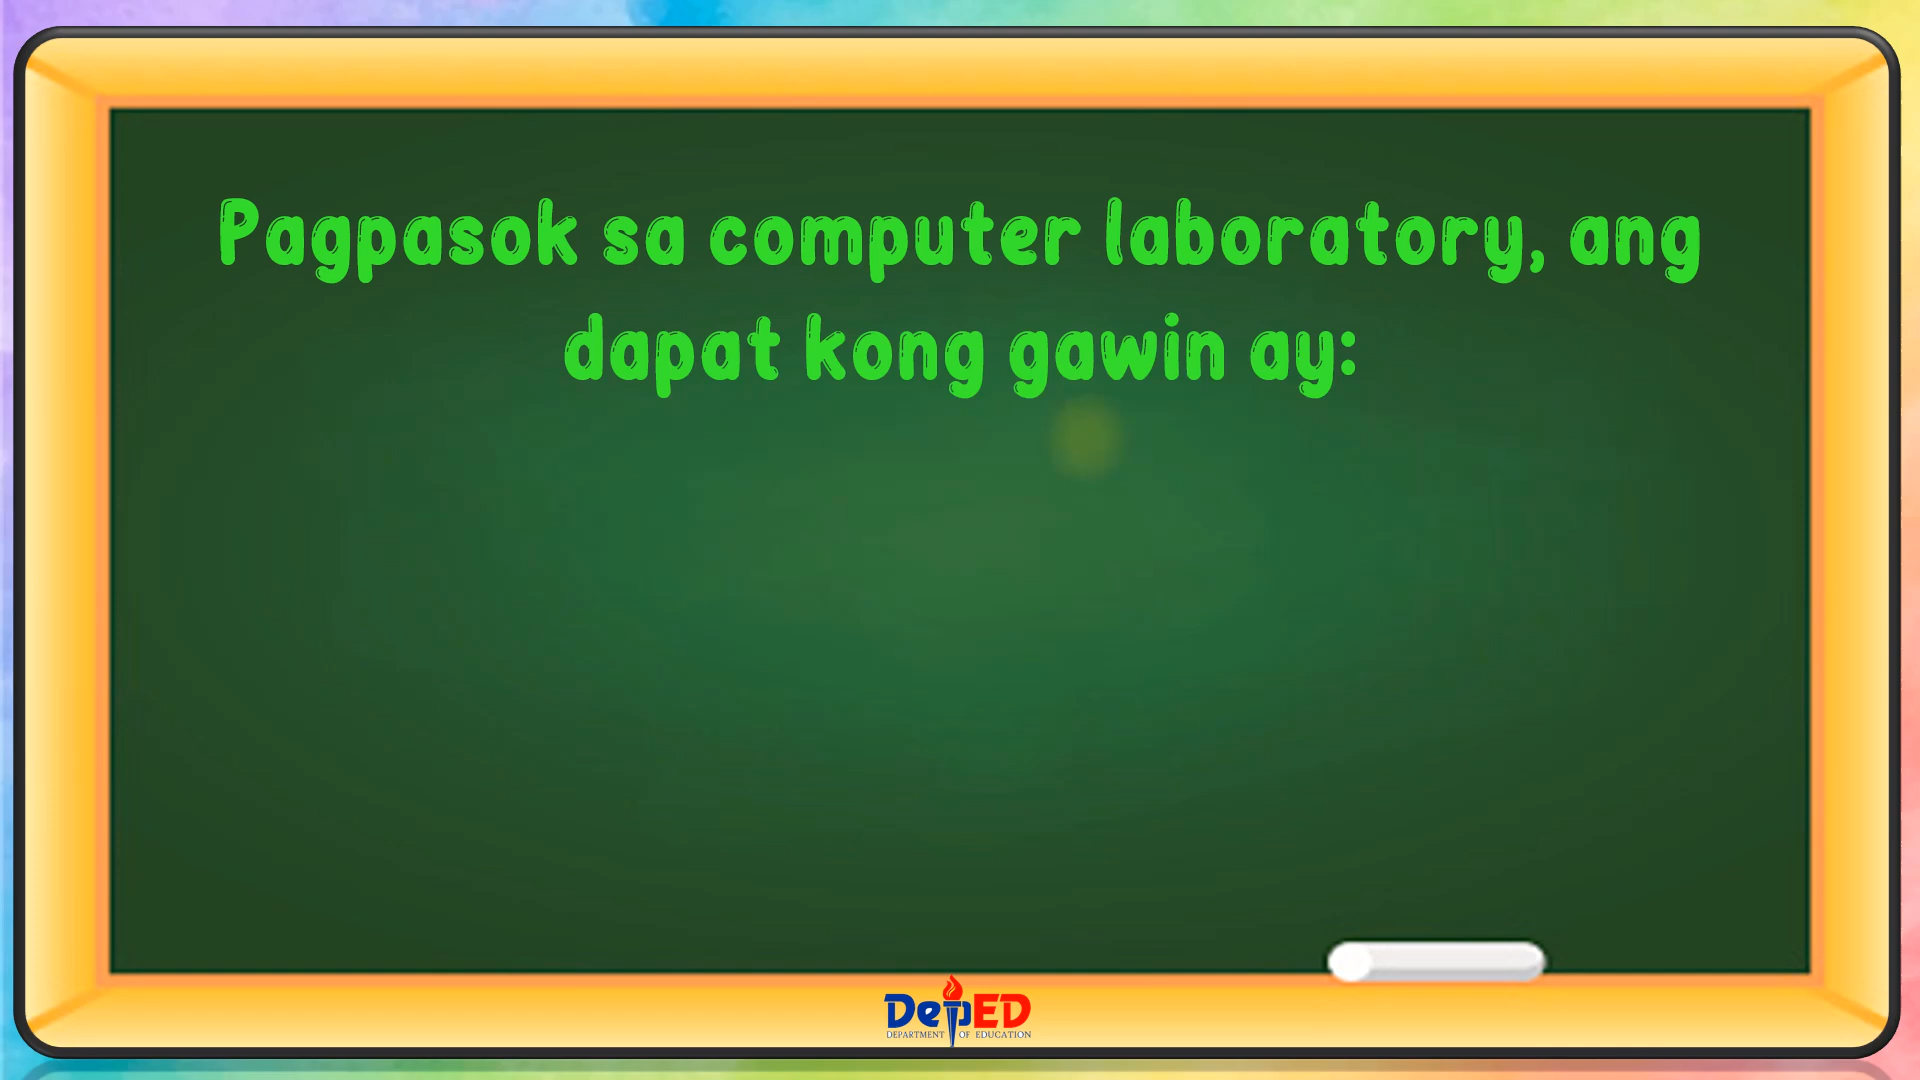 Pagpasok sa computer laboratory, ang
dapat kong gawin ay:
DepED
DEPARTMENT OF EDUCATION